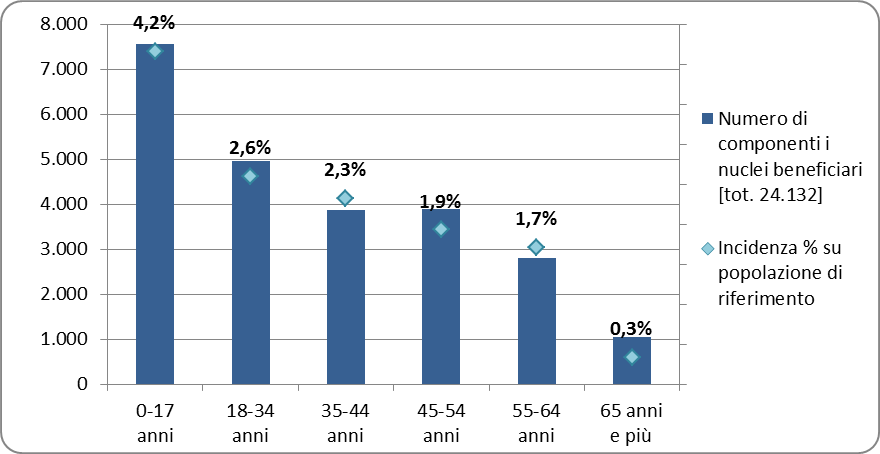 8.000
7.000
6.000
5.000
4.000
3.000
2.000
1.000
0
4,2%
2,6%
2,3%
1,9%
1,7%
0,3%
0-17
anni
18-34
anni
35-44
anni
45-54
anni
55-64
anni
65 anni
e più
Numero di
componenti i
nuclei beneficiari
[tot. 24.132]
Incidenza % su
popolazione di
riferimento